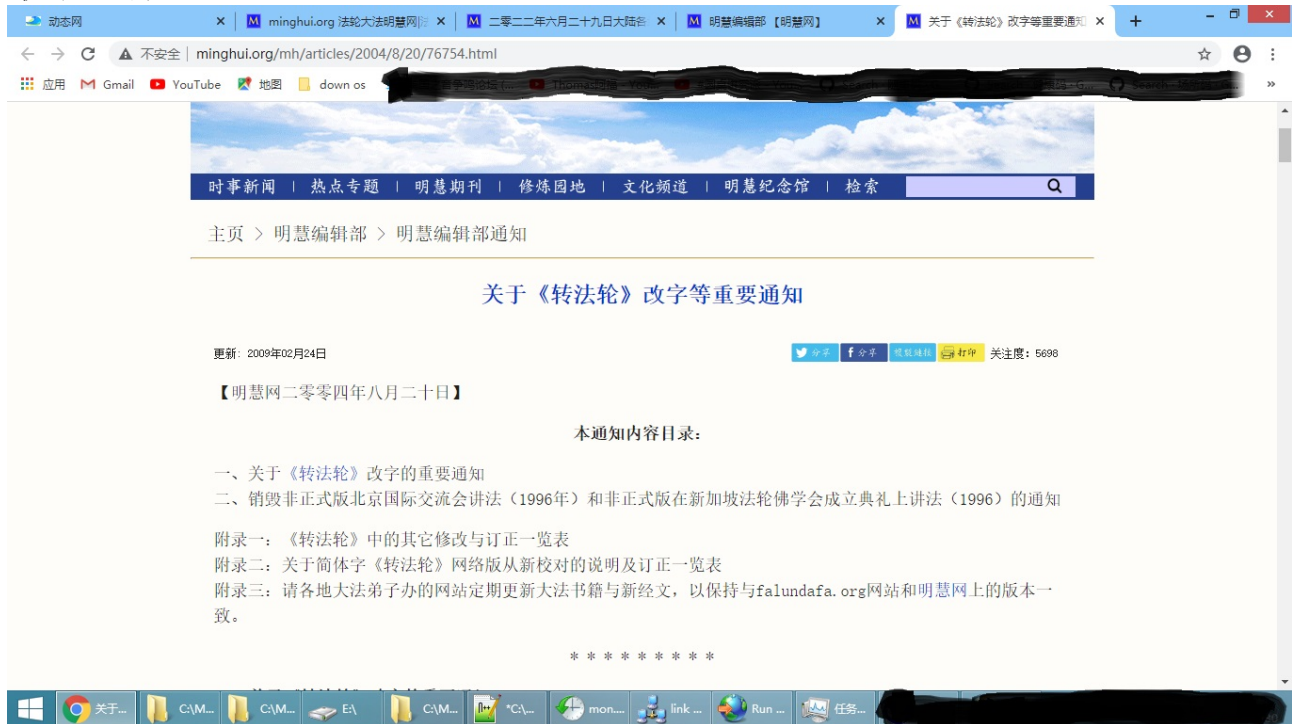 动态网
minghui.org 法轮大法明慧网
二零二二年六月二十九日大陆各
明慧编辑部 【明慧网】
关于《转法轮》改字等重要通知
不安全 | minghui.org/mh/articles/2004/8/20/76754.html
应用 Gmail YouTube 地图 down os
时事新闻 | 热点专题 | 明慧期刊 | 修炼园地 | 文化频道 | 明慧纪念馆 | 检索
主页 > 明慧编辑部 > 明慧编辑部通知
关于《转法轮》改字等重要通知
更新: 2009年02月24日
分享 分享 打印 关注度: 5698
【明慧网二零零四年八月二十日】
本通知内容目录:
一、关于《转法轮》改字的重要通知
二、销毁非正式版北京国际交流会讲法（1996年）和非正式版在新加坡法轮佛学会成立典礼上讲法（1996）的通知
附录一：《转法轮》中的其它修改与订正一览表
附录二：关于简体字《转法轮》网络版从新校对的说明及订正一览表
附录三：请各地大法弟子办的网站定期更新大法书籍与新经文，以保持与falundafa.org网站和明慧网上的版本一
致。
* * * * * * * * *
关于... C:\M... C:\M... E:\ C:\M... *C:\... mon.... link ... Run ... 任务...